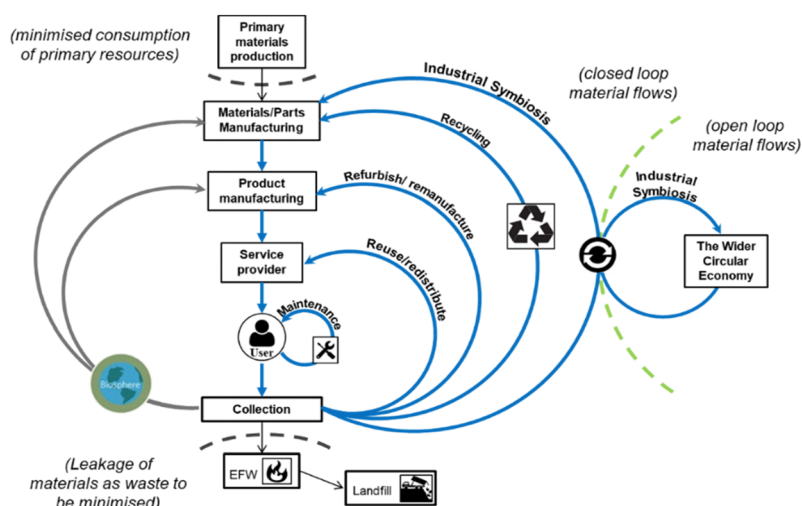 (minimised consumption
of primary resources)
Primary
materials
production
Industrial Symbiosis
(closed loop
material flows)
(open loop
material flows)
Materials/Parts
Manufacturing
Recycling
Industrial
Symbiosis
Product
manufacturing
Refurbish/ remanufacture
Reuse/redistribute
Service
provider
The Wider
Circular
Economy
Maintenance
User
Biosphere
Collection
(Leakage of
materials as waste to
be minimised)
EFW
Landfill